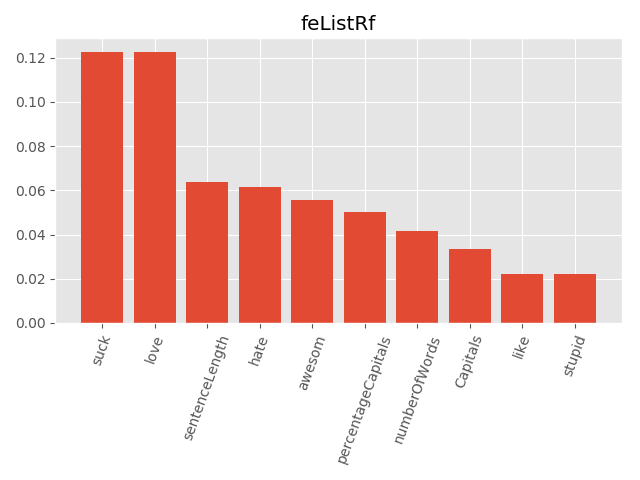 feListRf
0.12
0.10
0.08
0.06
0.04
0.02
0.00
suck
love
sentenceLength
hate
awesom
percentageCapitals
numberOfWords
Capitals
like
stupid